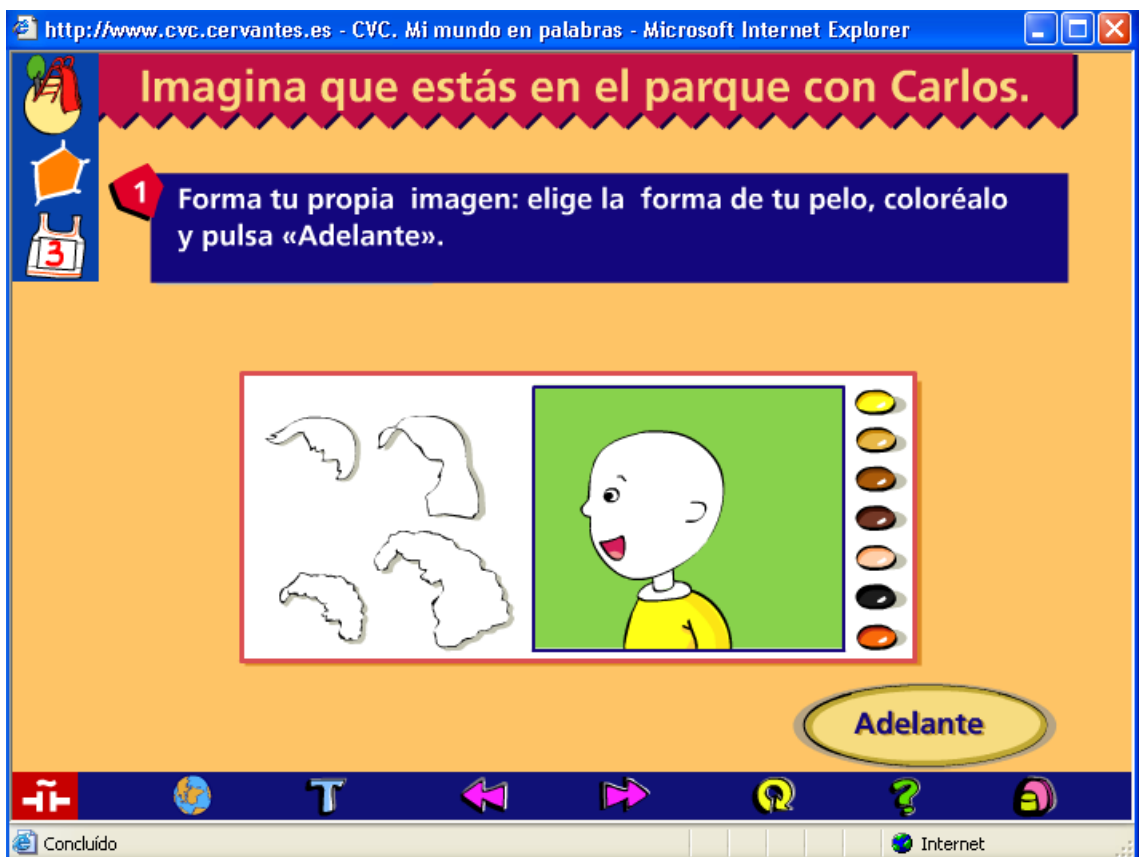 http://www.cvc.cervantes.es - CVC. Mi mundo en palabras - Microsoft Internet Explorer
Imagina que estás en el parque con Carlos.
1
Forma tu propia imagen: elige la forma de tu pelo, coloréalo
y pulsa «Adelante».
3
Adelante
T
?
Concluído
Internet